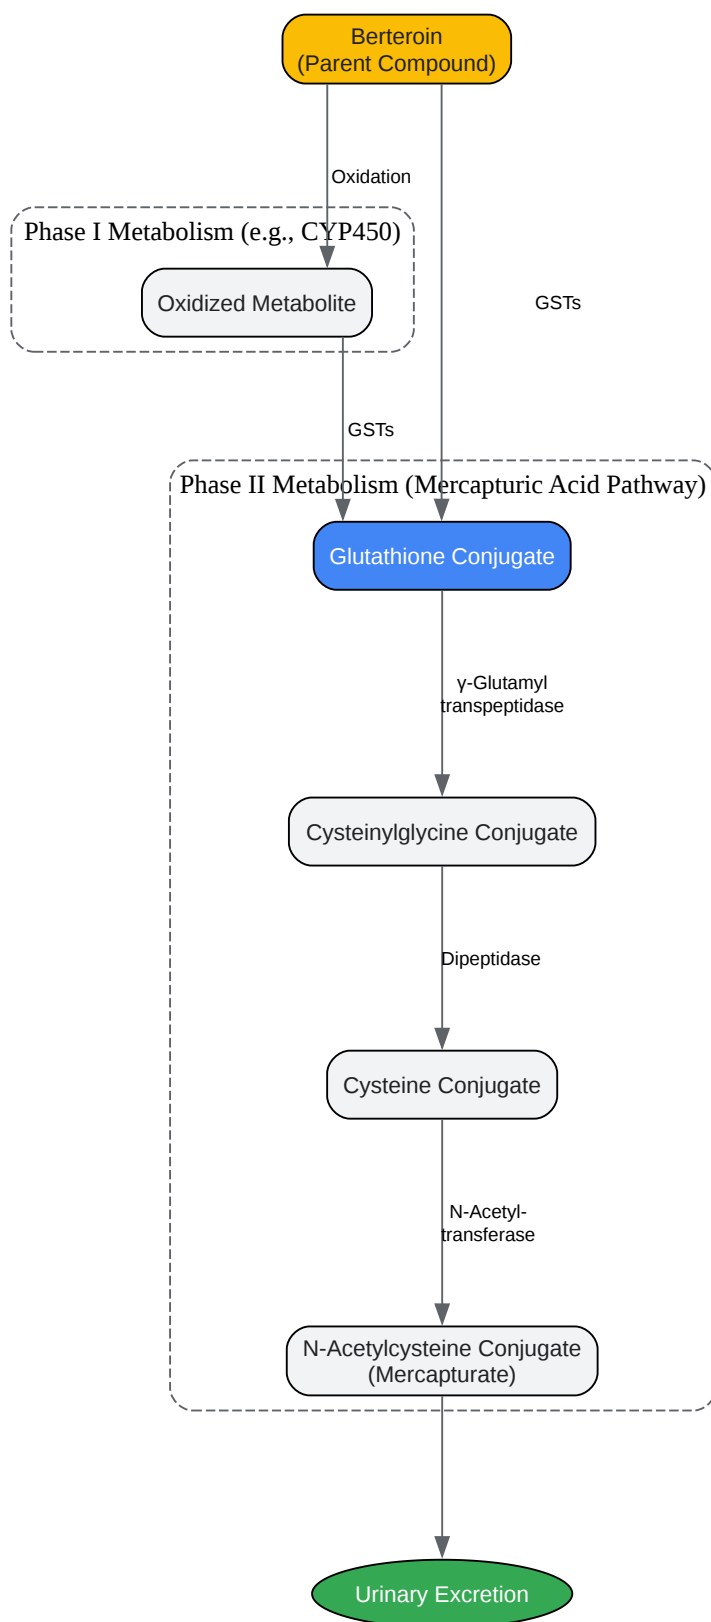 Berteroin
(Parent Compound)
Oxidation
Phase I Metabolism (e.g., CYP450)
Oxidized Metabolite
GSTs
GSTs
Phase II Metabolism (Mercapturic Acid Pathway)
Glutathione Conjugate
γ-Glutamyl
transpeptidase
Cysteinylglycine Conjugate
Dipeptidase
Cysteine Conjugate
N-Acetyl-
transferase
N-Acetylcysteine Conjugate
(Mercapturate)
Urinary Excretion